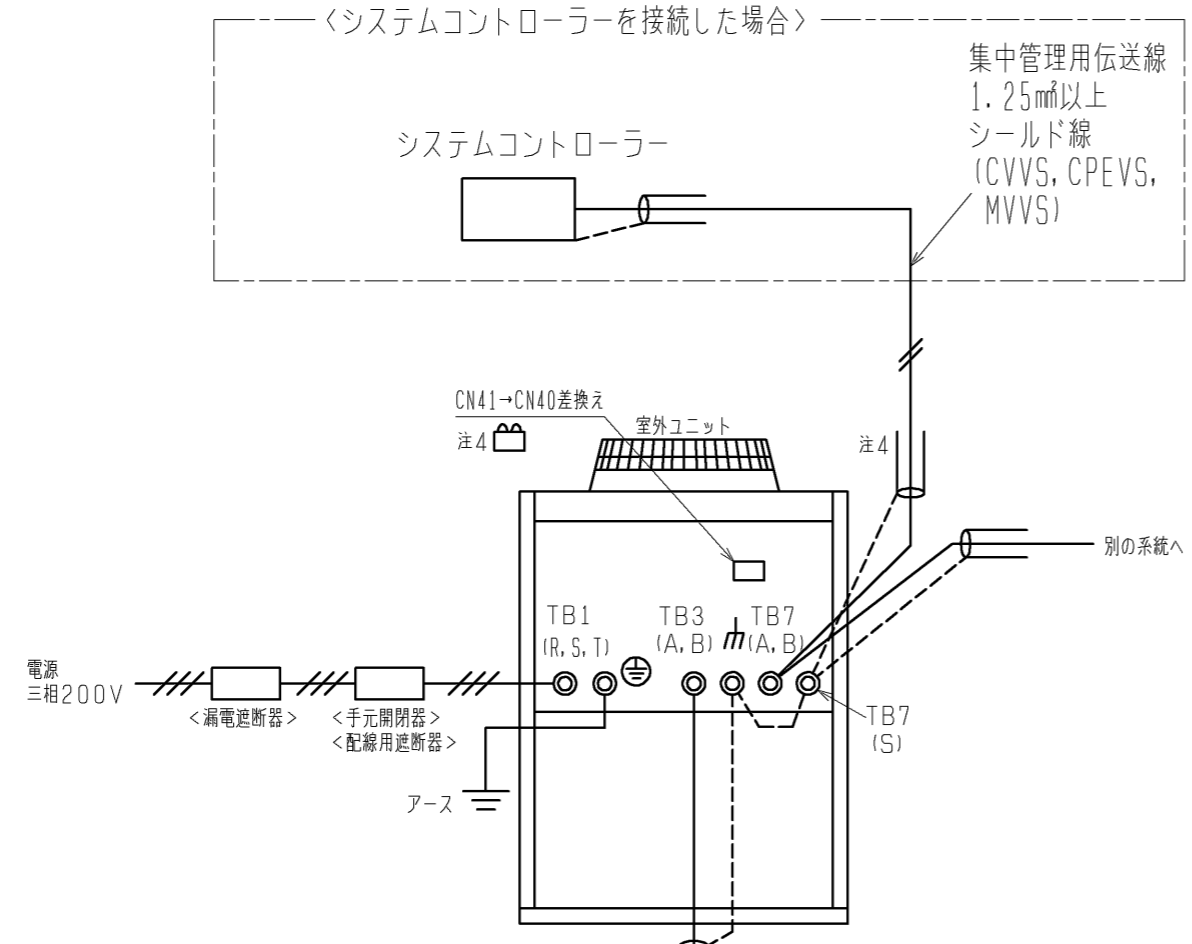 〈システムコントローラーを接続した場合〉
集中管理用伝送線
1.25㎟以上
シールド線
(CVVS,CPEVS,
MVVS)
システムコントローラー
CN41→CN40差換え
注4
室外ユニット
注4
別の系統へ
TB1
(R,S,T)
TB3
(A,B)
TB7
(A,B)
電源
三相200V
<漏電遮断器>
<手元開閉器>
<配線用遮断器>
TB7
(S)
アース